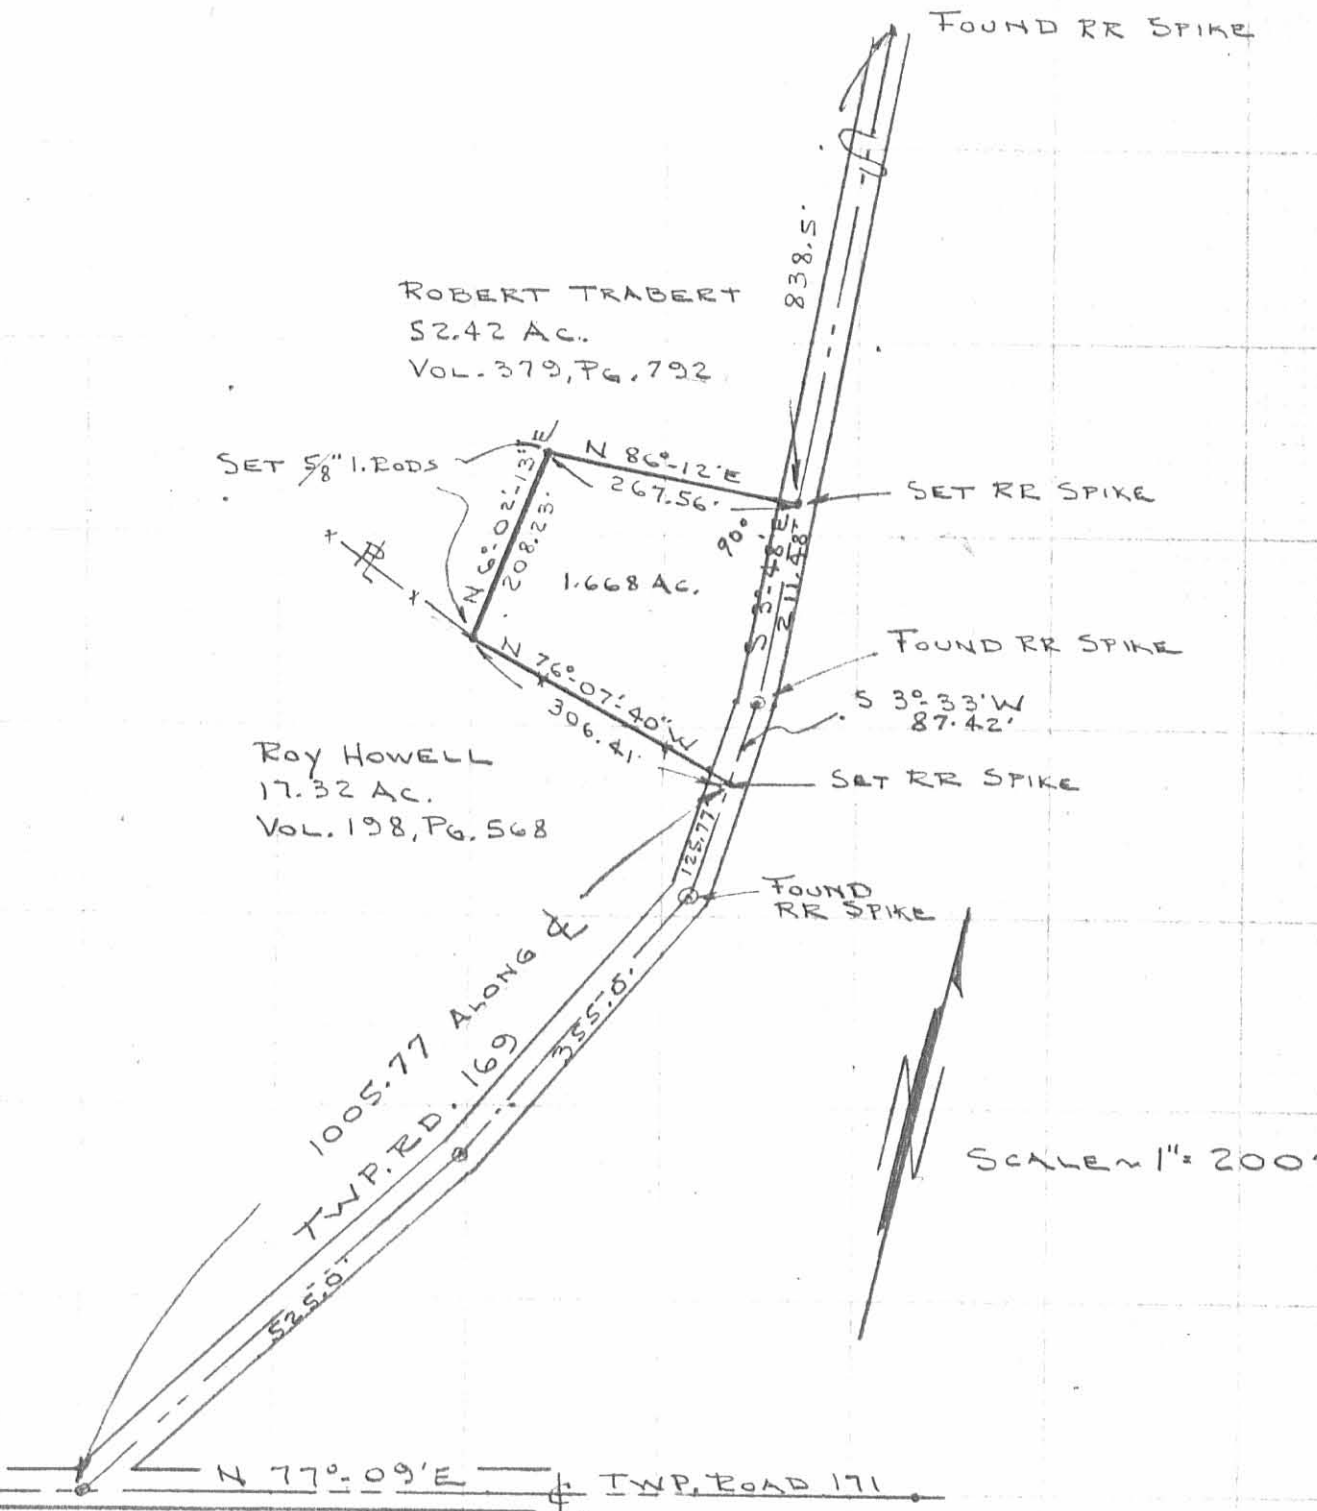 FOUND RR SPIKE
838.5'
ROBERT TRABERT
52.42 AC.
VOL. 379, PG. 792
SET 5/8" I. RODS
N 86°-12'E
267.56'
SET RR SPIKE
N 6°-02'-13" E
208.23'
90°
S 3°-48' E
211.48'
1.668 AC.
FOUND RR SPIKE
S 3°-33'W
87.42'
N 76°-07'-40" W
306.41'
SET RR SPIKE
ROY HOWELL
17.32 AC.
VOL. 198, PG. 568
125.77'
FOUND
RR SPIKE
1005.77 ALONG ℄
TWP. RD. 169
355.0'
SCALE ~ 1" = 200'
525.0'
N 77°-09'E ℄ TWP. ROAD 171